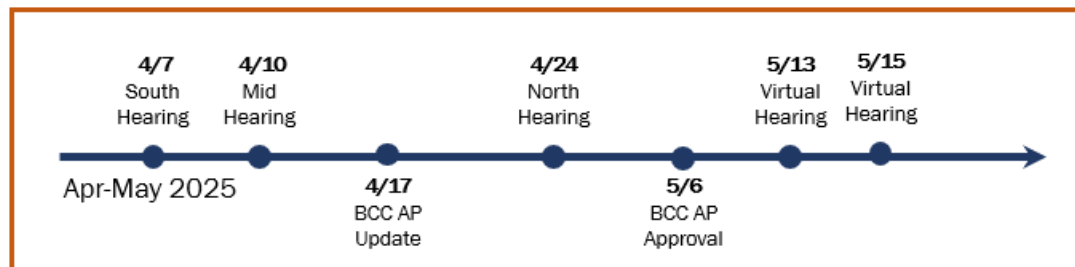 4/7
South
Hearing
4/10
Mid
Hearing
4/24
North
Hearing
5/13
Virtual
Hearing
5/15
Virtual
Hearing
Apr-May 2025
4/17
BCC AP
Update
5/6
BCC AP
Approval